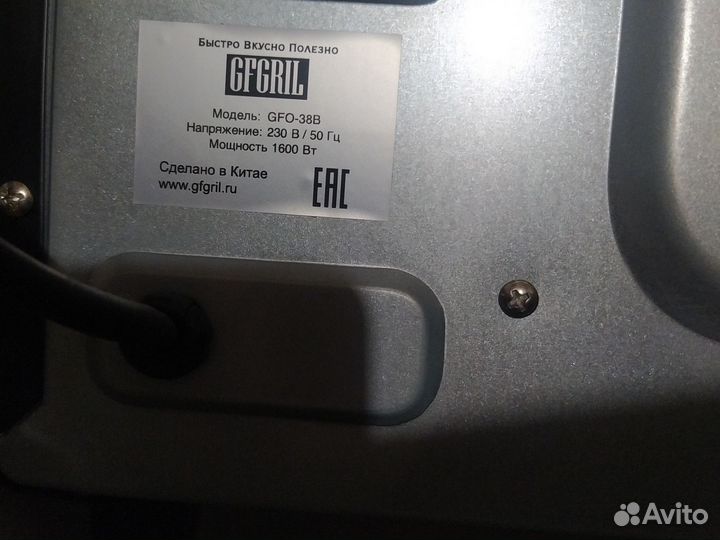 Быстро Вкусно Полезно
GFGRIL
Модель: GFO-38B
Напряжение: 230 В / 50 Гц
Мощность 1600 Вт
Сделано в Китае
www.gfgril.ru
EAC
Avito